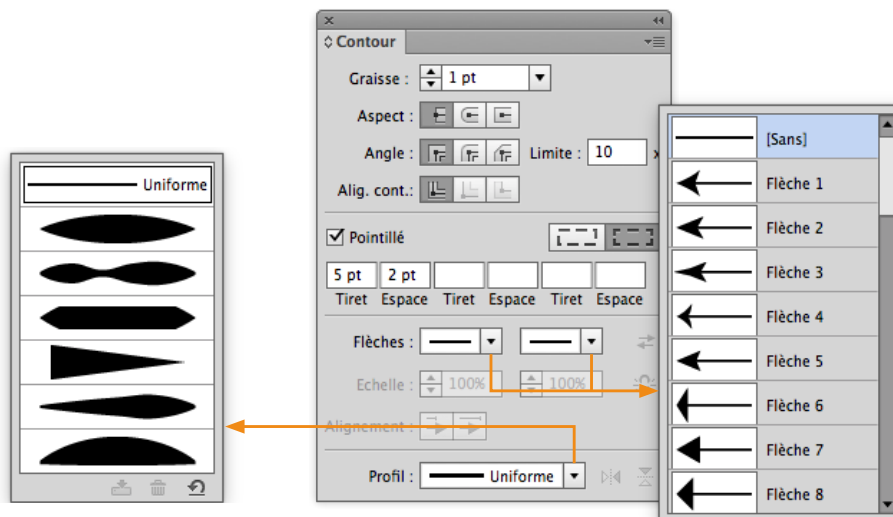 Contour
Graisse : 1 pt
Aspect :
Angle : Limite : 10 x
Alig. cont.:
Pointillé
5 pt 2 pt
Tiret Espace Tiret Espace Tiret Espace
Flèches :
Echelle : 100% 100%
Alignement :
Profil : Uniforme
Uniforme
[Sans]
Flèche 1
Flèche 2
Flèche 3
Flèche 4
Flèche 5
Flèche 6
Flèche 7
Flèche 8